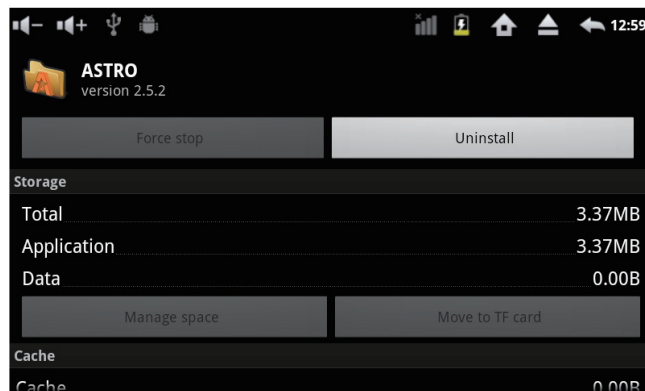 12:59
ASTRO
version 2.5.2
Force stop Uninstall
Storage
Total 3.37MB
Application 3.37MB
Data 0.00B
Manage space Move to TF card
Cache
Cache 0.00B